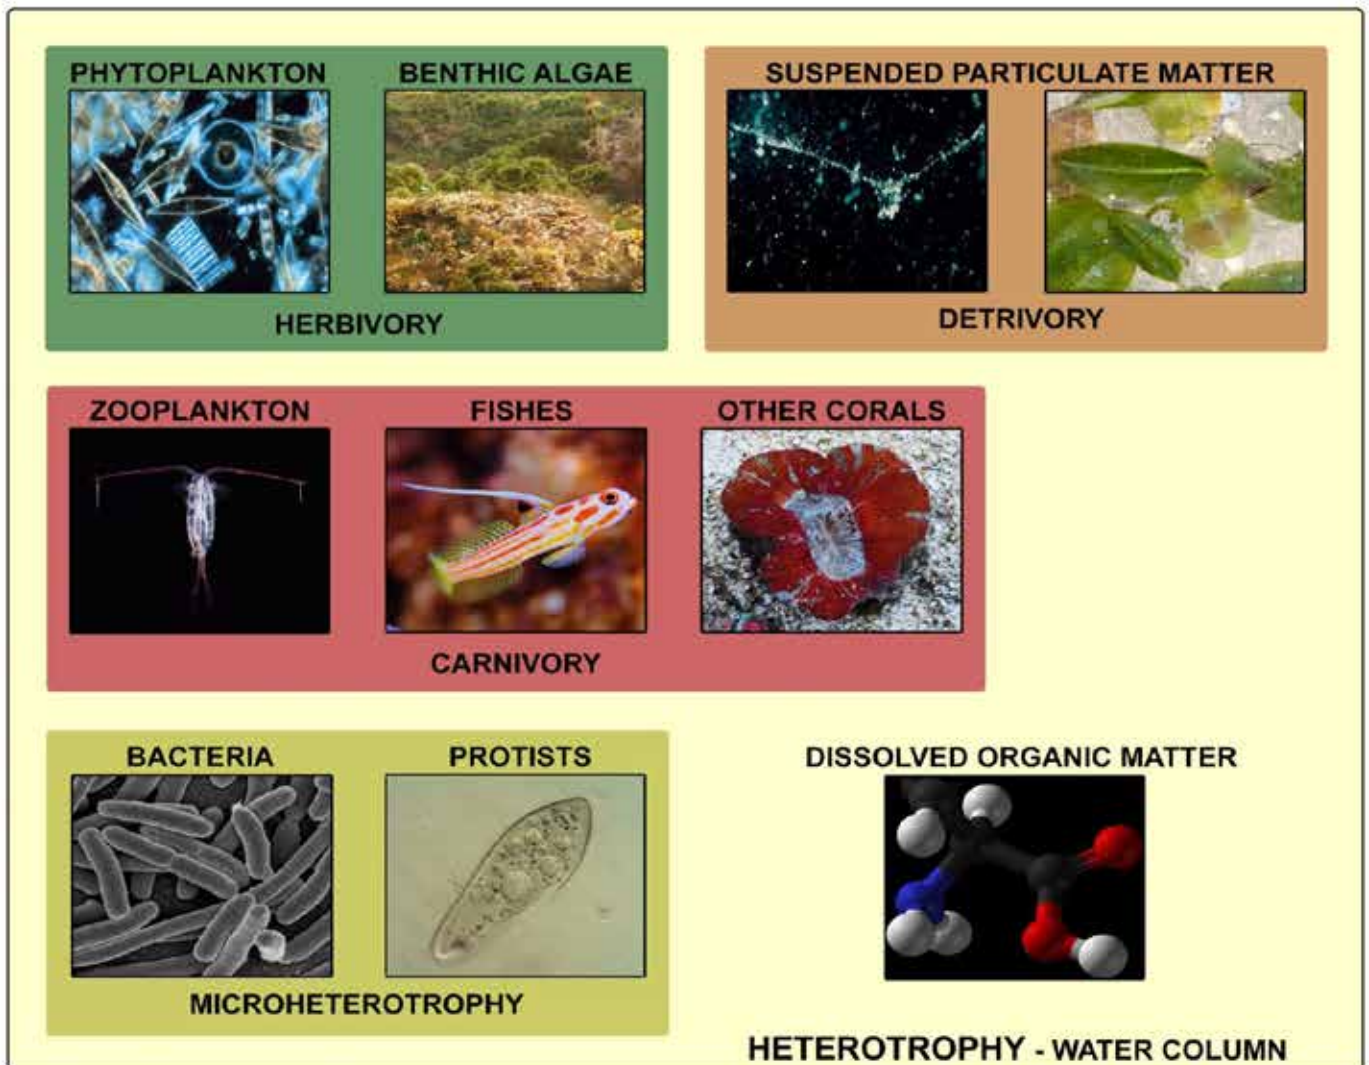 PHYTOPLANKTON
BENTHIC ALGAE
HERBIVORY
SUSPENDED PARTICULATE MATTER
DETRIVORY
ZOOPLANKTON
FISHES
OTHER CORALS
CARNIVORY
BACTERIA
PROTISTS
MICROHETEROTROPHY
DISSOLVED ORGANIC MATTER
HETEROTROPHY - WATER COLUMN